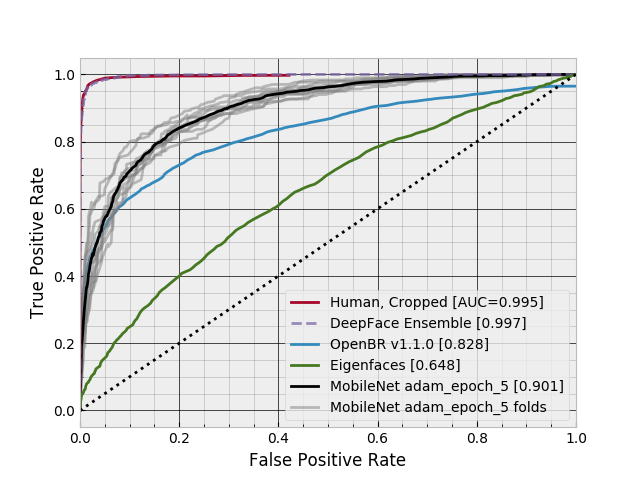 1.0
0.8
0.6
0.4
0.2
0.0
True Positive Rate
Human, Cropped [AUC=0.995]
DeepFace Ensemble [0.997]
OpenBR v1.1.0 [0.828]
Eigenfaces [0.648]
MobileNet adam_epoch_5 [0.901]
MobileNet adam_epoch_5 folds
0.0 0.2 0.4 0.6 0.8 1.0
False Positive Rate